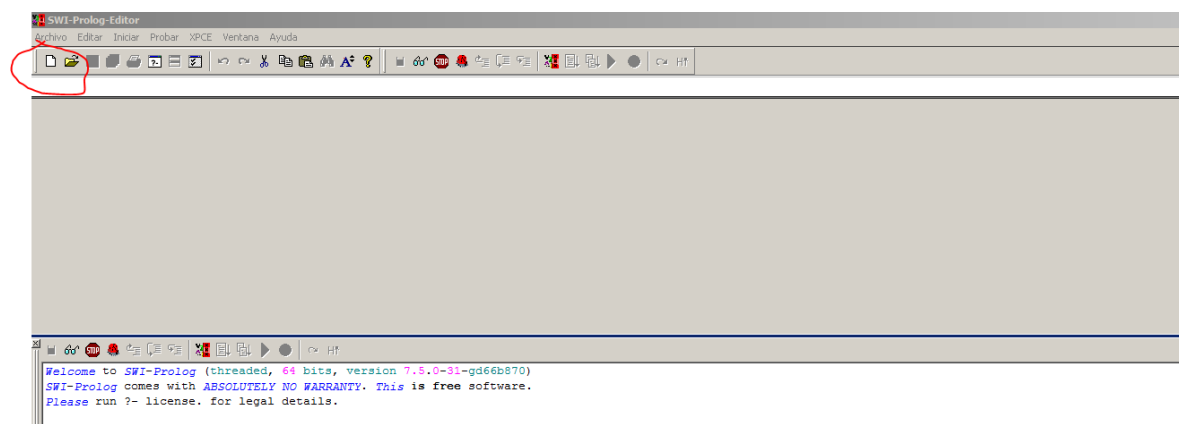 SWI-Prolog-Editor
Archivo Editar Iniciar Probar XPCE Ventana Ayuda
STOP
STOP
Welcome to SWI-Prolog (threaded, 64 bits, version 7.5.0-31-gd66b870)
SWI-Prolog comes with ABSOLUTELY NO WARRANTY. This is free software.
Please run ?- license. for legal details.